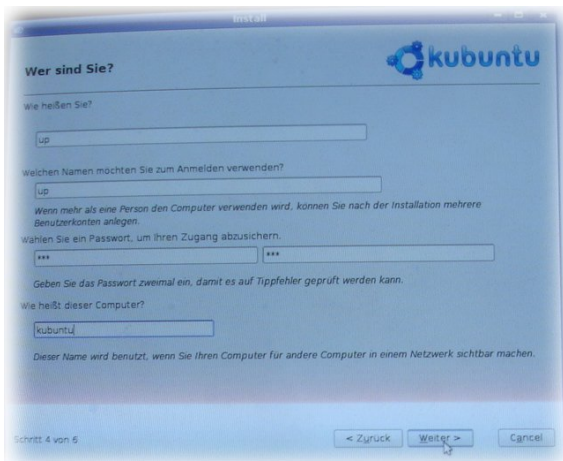 Install
kubuntu
Wer sind Sie?
Wie heißen Sie?
up
Welchen Namen möchten Sie zum Anmelden verwenden?
up
Wenn mehr als eine Person den Computer verwenden wird, können Sie nach der Installation mehrere
Benutzerkonten anlegen.
Wählen Sie ein Passwort, um Ihren Zugang abzusichern.
*** ***
Geben Sie das Passwort zweimal ein, damit es auf Tippfehler geprüft werden kann.
Wie heißt dieser Computer?
kubuntu
Dieser Name wird benutzt, wenn Sie Ihren Computer für andere Computer in einem Netzwerk sichtbar machen.
Schritt 4 von 6 < Zurück Weiter > Cancel